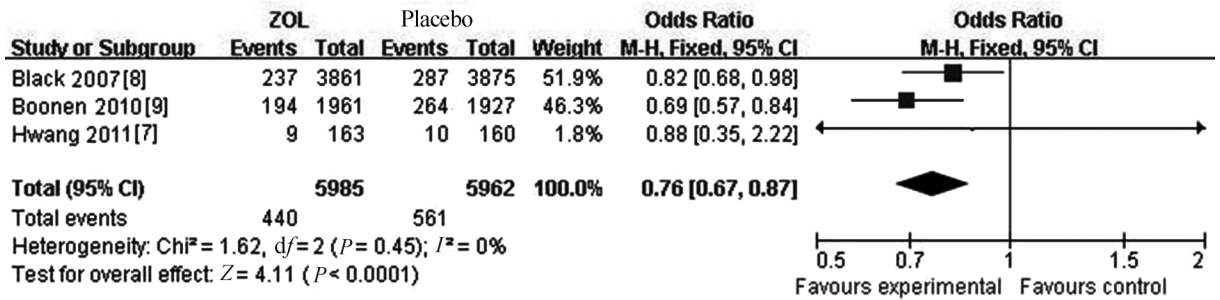 ZOL Placebo Odds Ratio Odds Ratio
Study or Subgroup Events Total Events Total Weight M-H, Fixed, 95% CI M-H, Fixed, 95% CI
Black 2007[8] 237 3861 287 3875 51.9% 0.82 [0.68, 0.98]
Boonen 2010[9] 194 1961 264 1927 46.3% 0.69 [0.57, 0.84]
Hwang 2011[7] 9 163 10 160 1.8% 0.88 [0.35, 2.22]
Total (95% CI) 5985 5962 100.0% 0.76 [0.67, 0.87]
Total events 440 561
Heterogeneity: Chi² = 1.62, df = 2 (P = 0.45); I² = 0%
Test for overall effect: Z = 4.11 (P < 0.0001)
0.5 0.7 1 1.5 2
Favours experimental Favours control